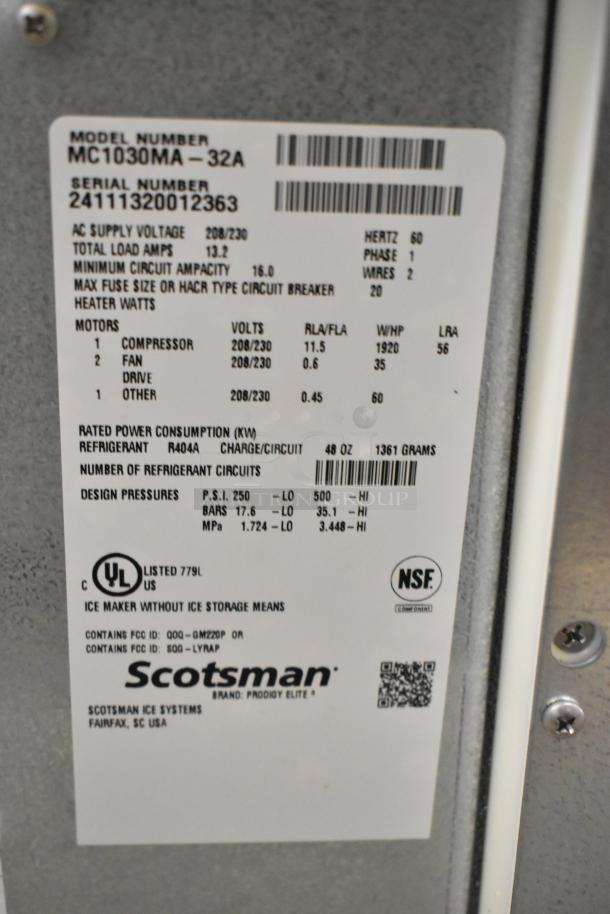 MODEL NUMBER
MC1030MA-32A
SERIAL NUMBER
24111320012363
AC SUPPLY VOLTAGE 208/230 HERTZ 60
TOTAL LOAD AMPS 13.2 PHASE 1
MINIMUM CIRCUIT AMPACITY 16.0 WIRES 2
MAX FUSE SIZE OR HACR TYPE CIRCUIT BREAKER 20
HEATER WATTS
MOTORS VOLTS RLA/FLA W/HP LRA
1 COMPRESSOR 208/230 11.5 1920 56
2 FAN 208/230 0.6 35
DRIVE
1 OTHER 208/230 0.45 60
RATED POWER CONSUMPTION (KW)
REFRIGERANT R404A CHARGE/CIRCUIT 48 OZ 1361 GRAMS
NUMBER OF REFRIGERANT CIRCUITS
DESIGN PRESSURES P.S.I. 250 -LO 500 -HI
BARS 17.6 -LO 35.1 -HI
MPa 1.724 -LO 3.448-HI
C UL US LISTED 779L
NSF
COMPONENT
ICE MAKER WITHOUT ICE STORAGE MEANS
CONTAINS FCC ID: QOQ-GM220P OR
CONTAINS FCC ID: SQG-LYRAP
Scotsman
BRAND: PRODIGY ELITE ®
SCOTSMAN ICE SYSTEMS
FAIRFAX, SC USA